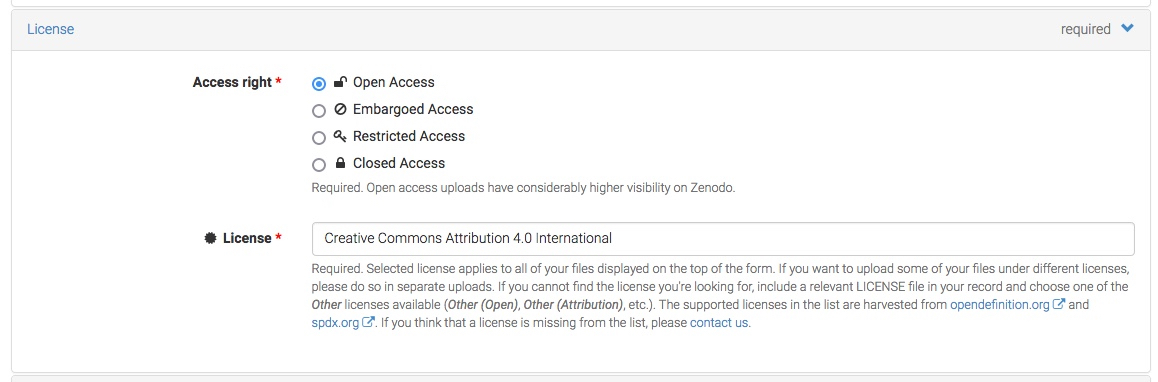 License required
Access right *
Open Access
Embargoed Access
Restricted Access
Closed Access
Required. Open access uploads have considerably higher visibility on Zenodo.
License *
Creative Commons Attribution 4.0 International
Required. Selected license applies to all of your files displayed on the top of the form. If you want to upload some of your files under different licenses,
please do so in separate uploads. If you cannot find the license you're looking for, include a relevant LICENSE file in your record and choose one of the
Other licenses available (Other (Open), Other (Attribution), etc.). The supported licenses in the list are harvested from opendefinition.org and
spdx.org. If you think that a license is missing from the list, please contact us.